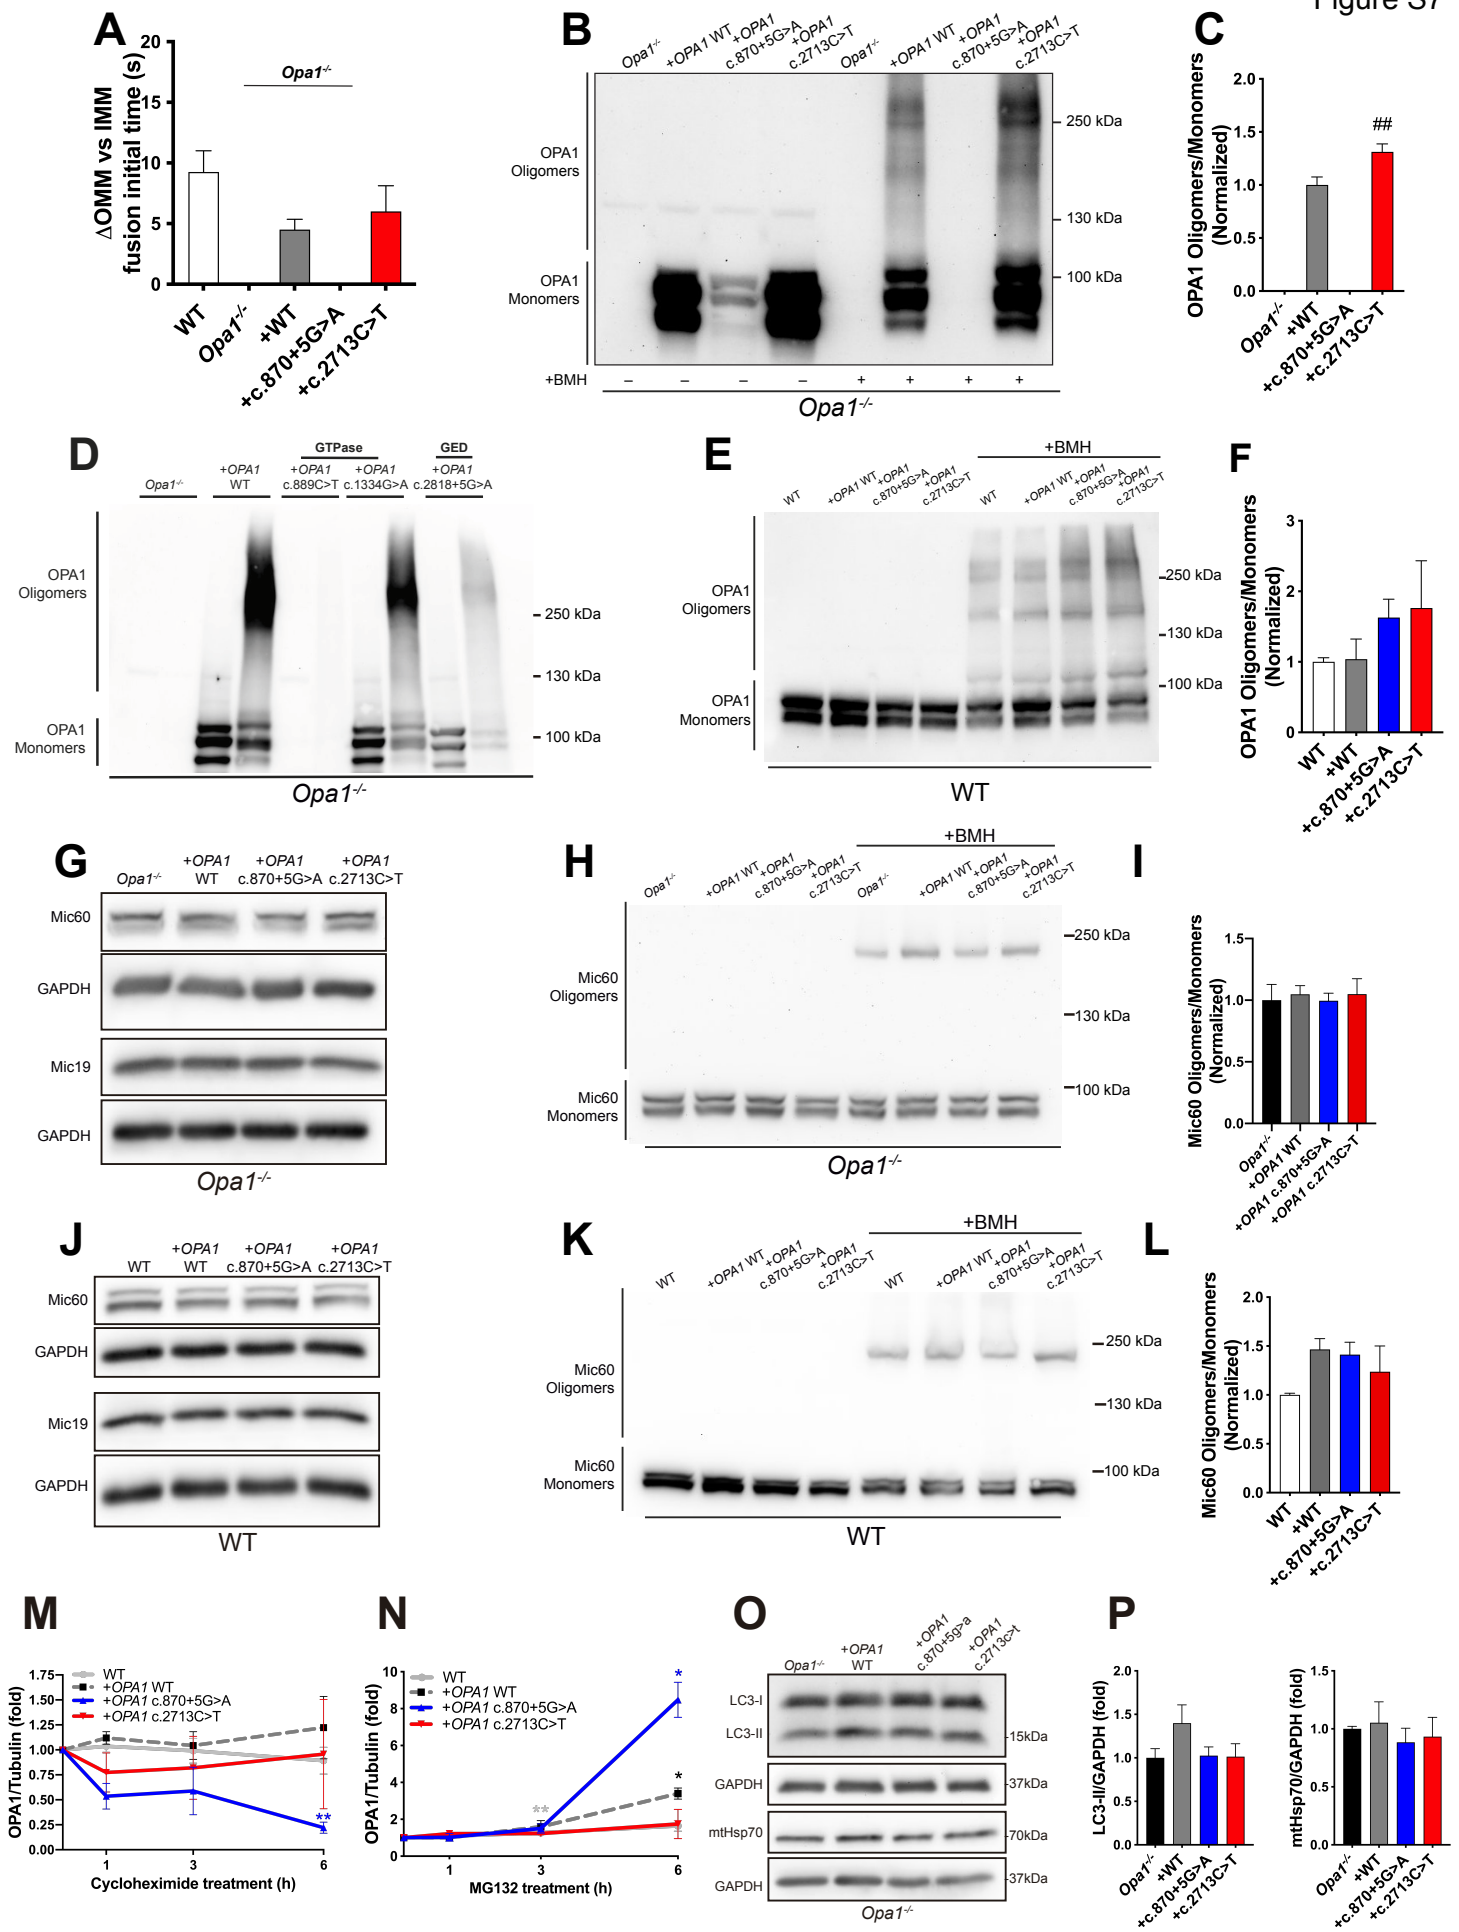 Figure S7
A
ΔOMM vs IMM
fusion initial time (s)
20
15
10
5
0
Opa1-/-
WT
Opa1-/-
+WT
+c.870+5G>A
+c.2713C>T
B
Opa1-/-
+OPA1 WT
+OPA1
c.870+5G>A
+OPA1
c.2713C>T
Opa1-/-
+OPA1 WT
+OPA1
c.870+5G>A
+OPA1
c.2713C>T
OPA1
Oligomers
OPA1
Monomers
250 kDa
130 kDa
100 kDa
+BMH – – – – + + + +
Opa1-/-
C
OPA1 Oligomers/Monomers
(Normalized)
2.0
1.5
1.0
0.5
0.0
##
Opa1-/-
+WT
+c.870+5G>A
+c.2713C>T
D
GTPase
GED
Opa1-/-
+OPA1
WT
+OPA1
c.889C>T
+OPA1
c.1334G>A
+OPA1
c.2818+5G>A
OPA1
Oligomers
OPA1
Monomers
250 kDa
130 kDa
100 kDa
Opa1-/-
E
+BMH
WT
+OPA1 WT
+OPA1
c.870+5G>A
+OPA1
c.2713C>T
WT
+OPA1 WT
+OPA1
c.870+5G>A
+OPA1
c.2713C>T
OPA1
Oligomers
OPA1
Monomers
250 kDa
130 kDa
100 kDa
WT
F
OPA1 Oligomers/Monomers
(Normalized)
3
2
1
0
WT
+WT
+c.870+5G>A
+c.2713C>T
G
Opa1-/-
+OPA1
WT
+OPA1
c.870+5G>A
+OPA1
c.2713C>T
Mic60
GAPDH
Mic19
GAPDH
Opa1-/-
H
+BMH
Opa1-/-
+OPA1 WT
+OPA1
c.870+5G>A
+OPA1
c.2713C>T
Opa1-/-
+OPA1 WT
+OPA1
c.870+5G>A
+OPA1
c.2713C>T
Mic60
Oligomers
Mic60
Monomers
250 kDa
130 kDa
100 kDa
Opa1-/-
I
Mic60 Oligomers/Monomers
(Normalized)
1.5
1.0
0.5
0.0
Opa1-/-
+OPA1 WT
+OPA1 c.870+5G>A
+OPA1 c.2713C>T
J
WT
+OPA1
WT
+OPA1
c.870+5G>A
+OPA1
c.2713C>T
Mic60
GAPDH
Mic19
GAPDH
WT
K
+BMH
WT
+OPA1 WT
+OPA1
c.870+5G>A
+OPA1
c.2713C>T
WT
+OPA1 WT
+OPA1
c.870+5G>A
+OPA1
c.2713C>T
Mic60
Oligomers
Mic60
Monomers
250 kDa
130 kDa
100 kDa
WT
L
Mic60 Oligomers/Monomers
(Normalized)
2.0
1.5
1.0
0.5
0.0
WT
+WT
+c.870+5G>A
+c.2713C>T
M
OPA1/Tubulin (fold)
1.75
1.50
1.25
1.00
0.75
0.50
0.25
0.00
WT
+OPA1 WT
+OPA1 c.870+5G>A
+OPA1 c.2713C>T
**
1 3 6
Cycloheximide treatment (h)
N
OPA1/Tubulin (fold)
10
8
6
4
2
0
WT
+OPA1 WT
+OPA1 c.870+5G>A
+OPA1 c.2713C>T
**
*
*
1 3 6
MG132 treatment (h)
O
Opa1-/-
+OPA1
WT
+OPA1
c.870+5g>a
+OPA1
c.2713c>t
LC3-I
LC3-II
15kDa
GAPDH
37kDa
mtHsp70
70kDa
GAPDH
37kDa
Opa1-/-
P
LC3-II/GAPDH (fold)
2.0
1.5
1.0
0.5
0.0
Opa1-/-
+WT
+c.870+5G>A
+c.2713C>T
mtHsp70/GAPDH (fold)
1.5
1.0
0.5
0.0
Opa1-/-
+WT
+c.870+5G>A
+c.2713C>T